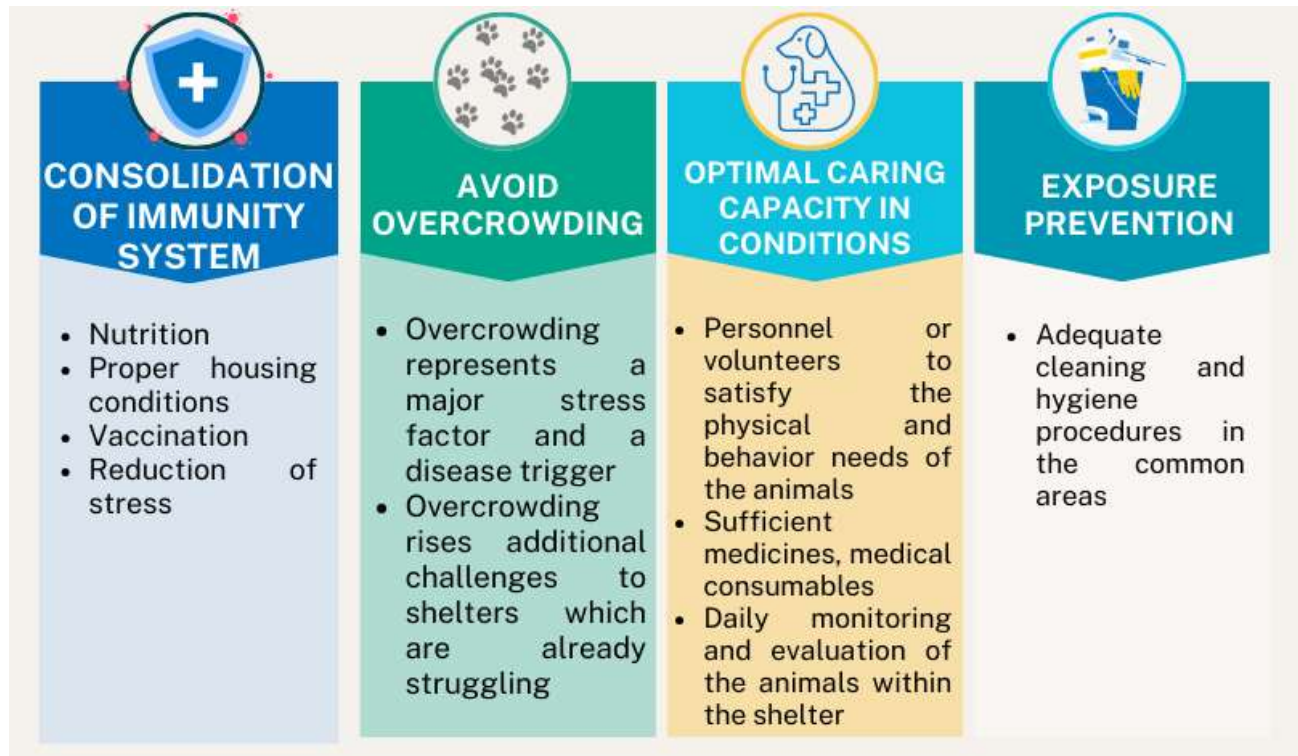 CONSOLIDATION
OF IMMUNITY
SYSTEM
• Nutrition
• Proper housing
conditions
• Vaccination
• Reduction of
stress
AVOID
OVERCROWDING
• Overcrowding
represents a
major stress
factor and a
disease trigger
• Overcrowding
rises additional
challenges to
shelters which
are already
struggling
OPTIMAL CARING
CAPACITY IN
CONDITIONS
• Personnel or
volunteers to
satisfy the
physical and
behavior needs of
the animals
• Sufficient
medicines, medical
consumables
• Daily monitoring
and evaluation of
the animals within
the shelter
EXPOSURE
PREVENTION
• Adequate
cleaning and
hygiene
procedures in
the common
areas